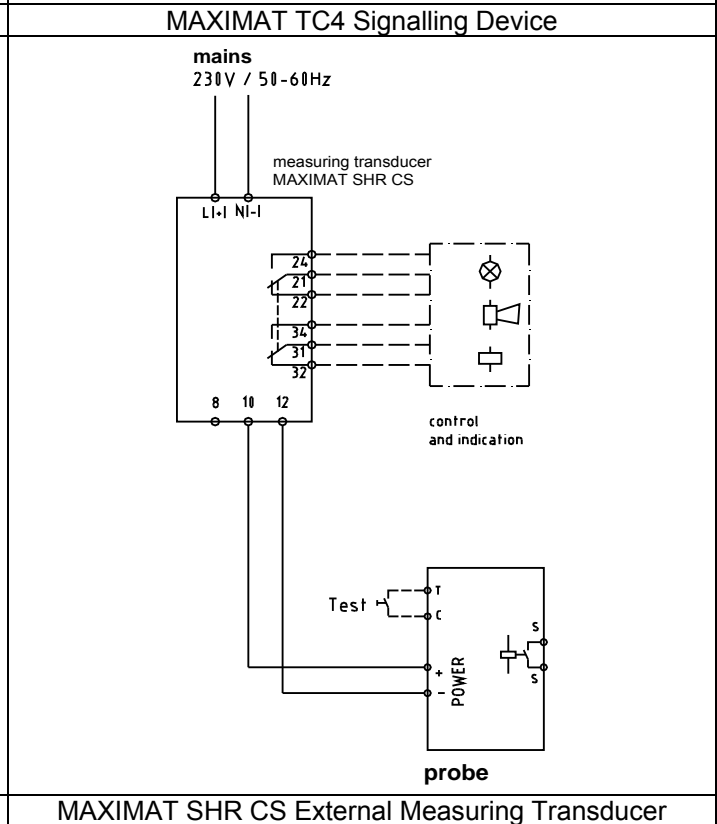 MAXIMAT TC4 Signalling Device
mains
230V / 50-60Hz
measuring transducer
MAXIMAT SHR CS
L|+| N|-|
24
21
22
34
31
32
8 10 12
control
and indication
Test
T
C
S
S
+
-
POWER
probe
MAXIMAT SHR CS External Measuring Transducer